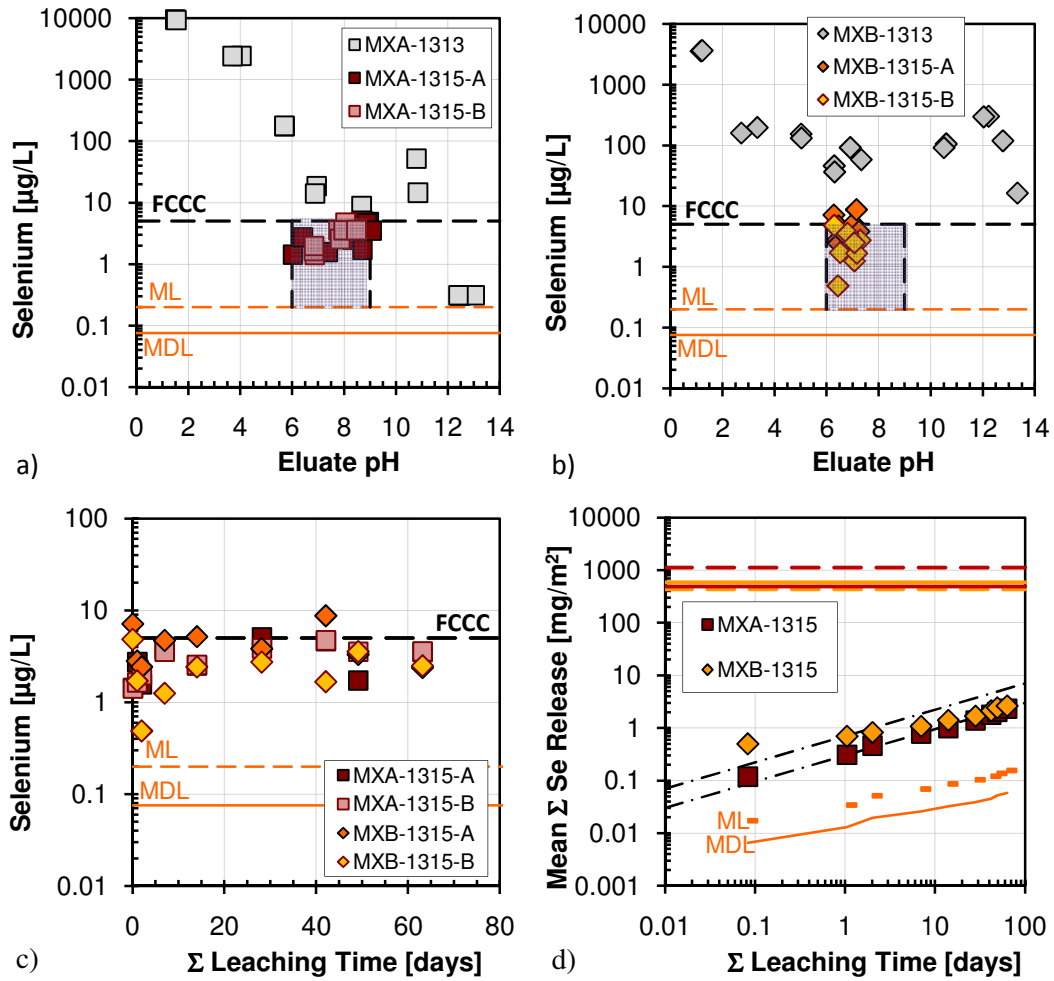 10000
1000
100
10
1
0.1
0.01
Selenium [µg/L]
MXA-1313
MXA-1315-A
MXA-1315-B
FCCC
ML
MDL
0 2 4 6 8 10 12 14
Eluate pH
a)
10000
1000
100
10
1
0.1
0.01
Selenium [µg/L]
MXB-1313
MXB-1315-A
MXB-1315-B
FCCC
ML
MDL
0 2 4 6 8 10 12 14
Eluate pH
b)
100
10
1
0.1
0.01
Selenium [µg/L]
FCCC
ML
MDL
MXA-1315-A
MXA-1315-B
MXB-1315-A
MXB-1315-B
0 20 40 60 80
Σ Leaching Time [days]
c)
10000
1000
100
10
1
0.1
0.01
0.001
Mean Σ Se Release [mg/m²]
MXA-1315
MXB-1315
ML
MDL
0.01 0.1 1 10 100
Σ Leaching Time [days]
d)